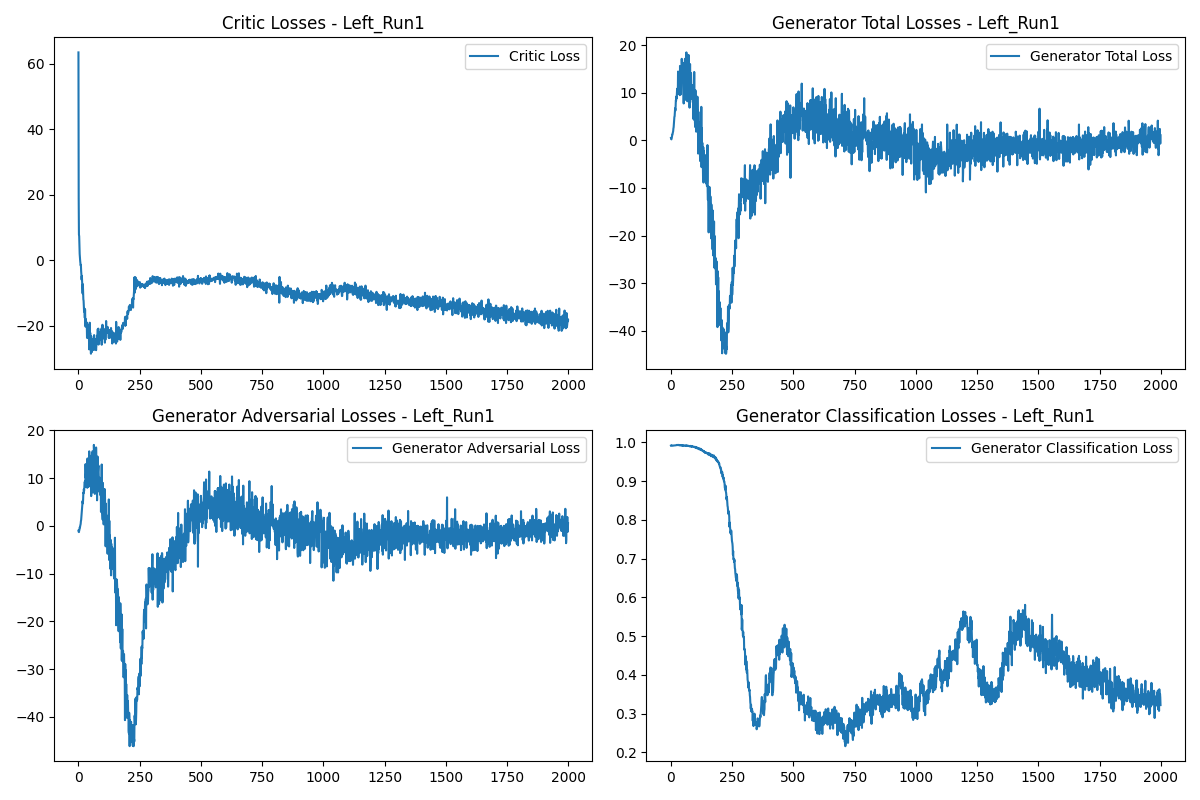 Critic Losses - Left_Run1
Critic Loss
60
40
20
0
−20
0 250 500 750 1000 1250 1500 1750 2000
Generator Total Losses - Left_Run1
Generator Total Loss
20
10
0
−10
−20
−30
−40
0 250 500 750 1000 1250 1500 1750 2000
Generator Adversarial Losses - Left_Run1
Generator Adversarial Loss
20
10
0
−10
−20
−30
−40
0 250 500 750 1000 1250 1500 1750 2000
Generator Classification Losses - Left_Run1
Generator Classification Loss
1.0
0.9
0.8
0.7
0.6
0.5
0.4
0.3
0.2
0 250 500 750 1000 1250 1500 1750 2000